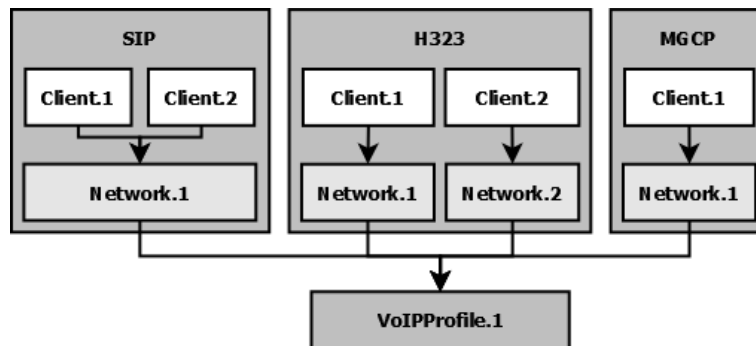 SIP
Client.1
Client.2
Network.1
H323
Client.1
Client.2
Network.1
Network.2
MGCP
Client.1
Network.1
VoIPProfile.1